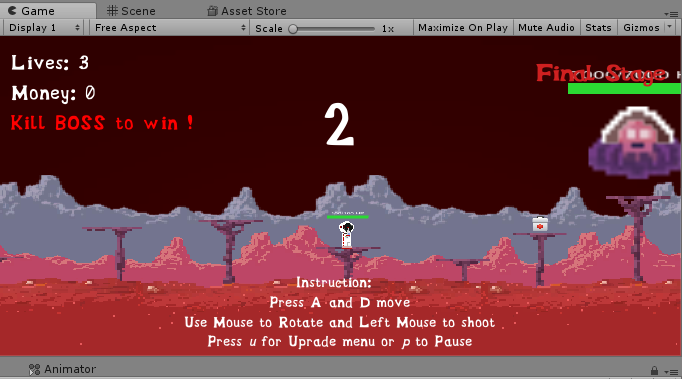 Game Scene Asset Store
Display 1 Free Aspect Scale 1x Maximize On Play Mute Audio Stats Gizmos
Lives: 3
Final Stage
Money: 0
Kill BOSS to win !
2
Instruction:
Press A and D move
Use Mouse to Rotate and Left Mouse to shoot
Press u for Uprade menu or p to Pause
Animator